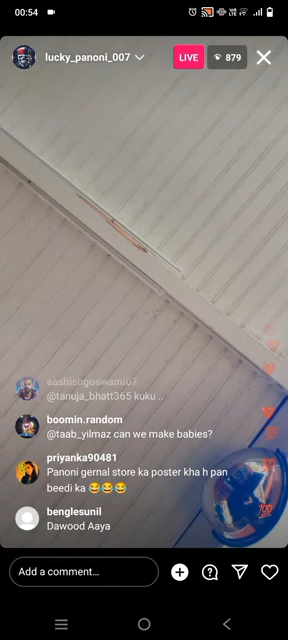 00:54
lucky_panoni_007
LIVE
879
aashishgoswami07
@tanuja_bhatt365 kuku ..
boomin.random
@taab_yilmaz can we make babies?
priyanka90481
Panoni gernal store ka poster kha h pan
beedi ka 😂😂😂
benglesunil
Dawood Aaya
Add a comment...